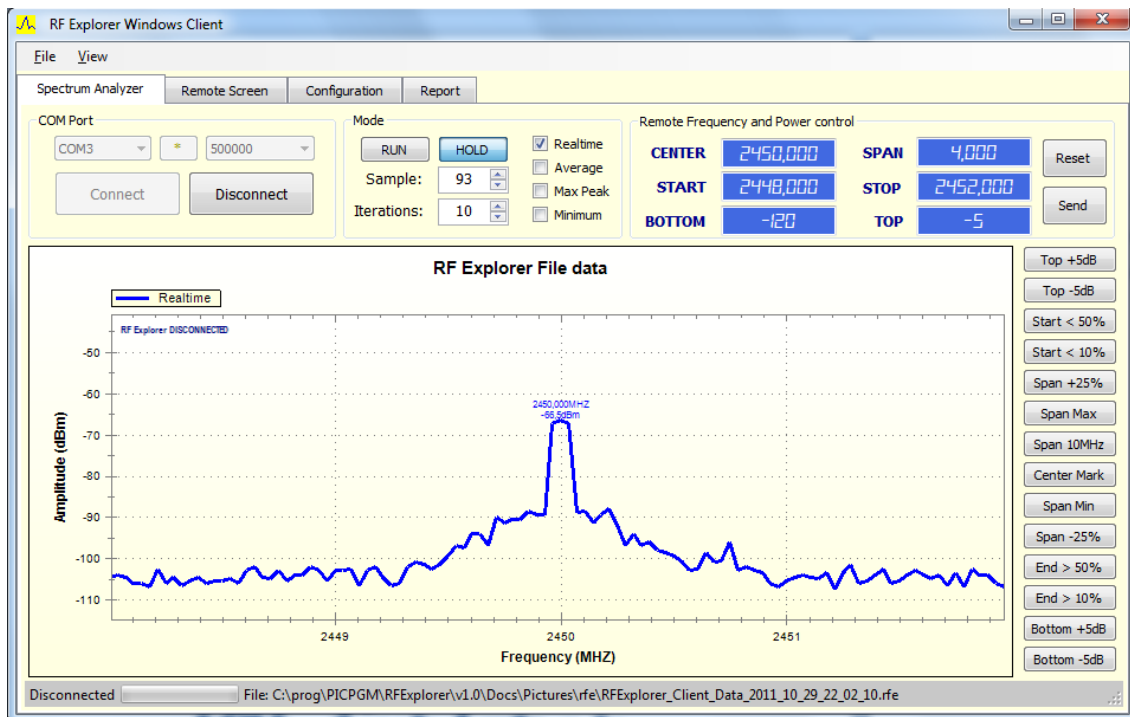 RF Explorer Windows Client
File View
Spectrum Analyzer Remote Screen Configuration Report
COM Port
COM3 * 500000
Connect Disconnect
Mode
RUN HOLD
Sample: 93
Iterations: 10
Realtime
Average
Max Peak
Minimum
Remote Frequency and Power control
CENTER 2450,000 SPAN 4,000
START 2448,000 STOP 2452,000
BOTTOM -120 TOP -5
Reset
Send
RF Explorer File data
Realtime
RF Explorer DISCONNECTED
2450,000MHZ
-66,5dBm
Amplitude (dBm)
-50
-60
-70
-80
-90
-100
-110
2449 2450 2451
Frequency (MHZ)
Top +5dB
Top -5dB
Start < 50%
Start < 10%
Span +25%
Span Max
Span 10MHz
Center Mark
Span Min
Span -25%
End > 50%
End > 10%
Bottom +5dB
Bottom -5dB
Disconnected File: C:\prog\PICPGM\RFExplorer\v1.0\Docs\Pictures\rfe\RFExplorer_Client_Data_2011_10_29_22_02_10.rfe